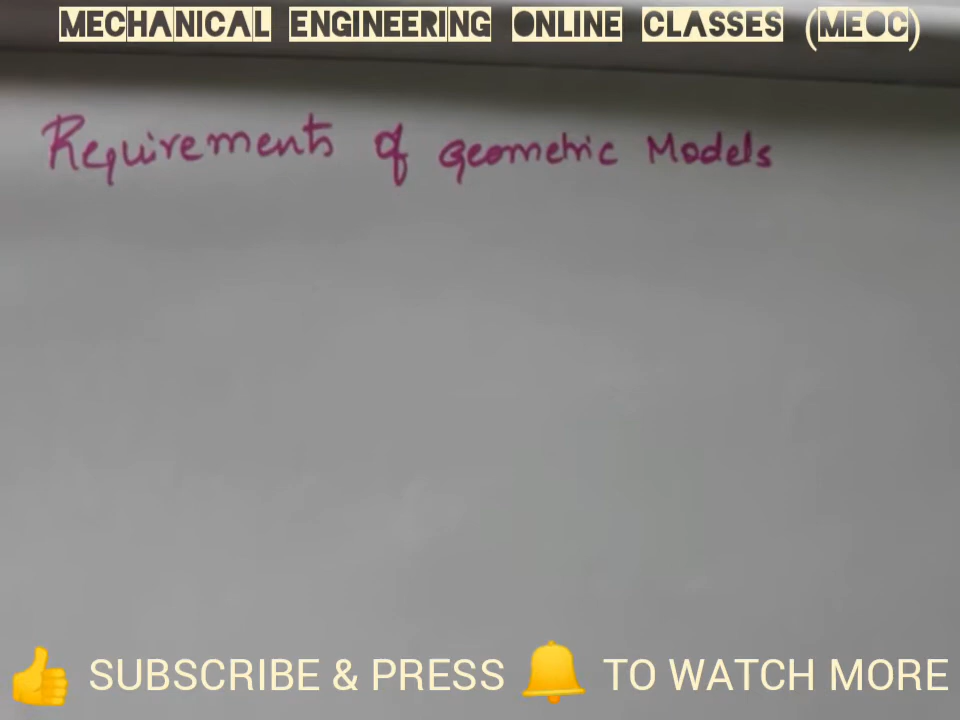 MECHANICAL ENGINEERING ONLINE CLASSES (MEOC)
Requirements of Geometric Models
👍 SUBSCRIBE & PRESS 🔔 TO WATCH MORE